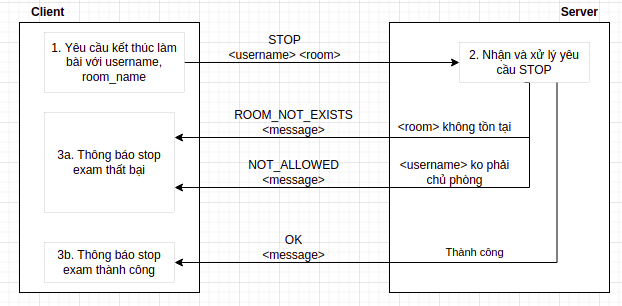 Client
Server
1. Yêu cầu kết thúc làm
bài với username,
room_name
STOP
<username> <room>
2. Nhận và xử lý yêu
cầu STOP
ROOM_NOT_EXISTS
<message>
<room> không tồn tại
3a. Thông báo stop
exam thất bại
NOT_ALLOWED
<message>
<username> ko phải
chủ phòng
OK
<message>
Thành công
3b. Thông báo stop
exam thành công